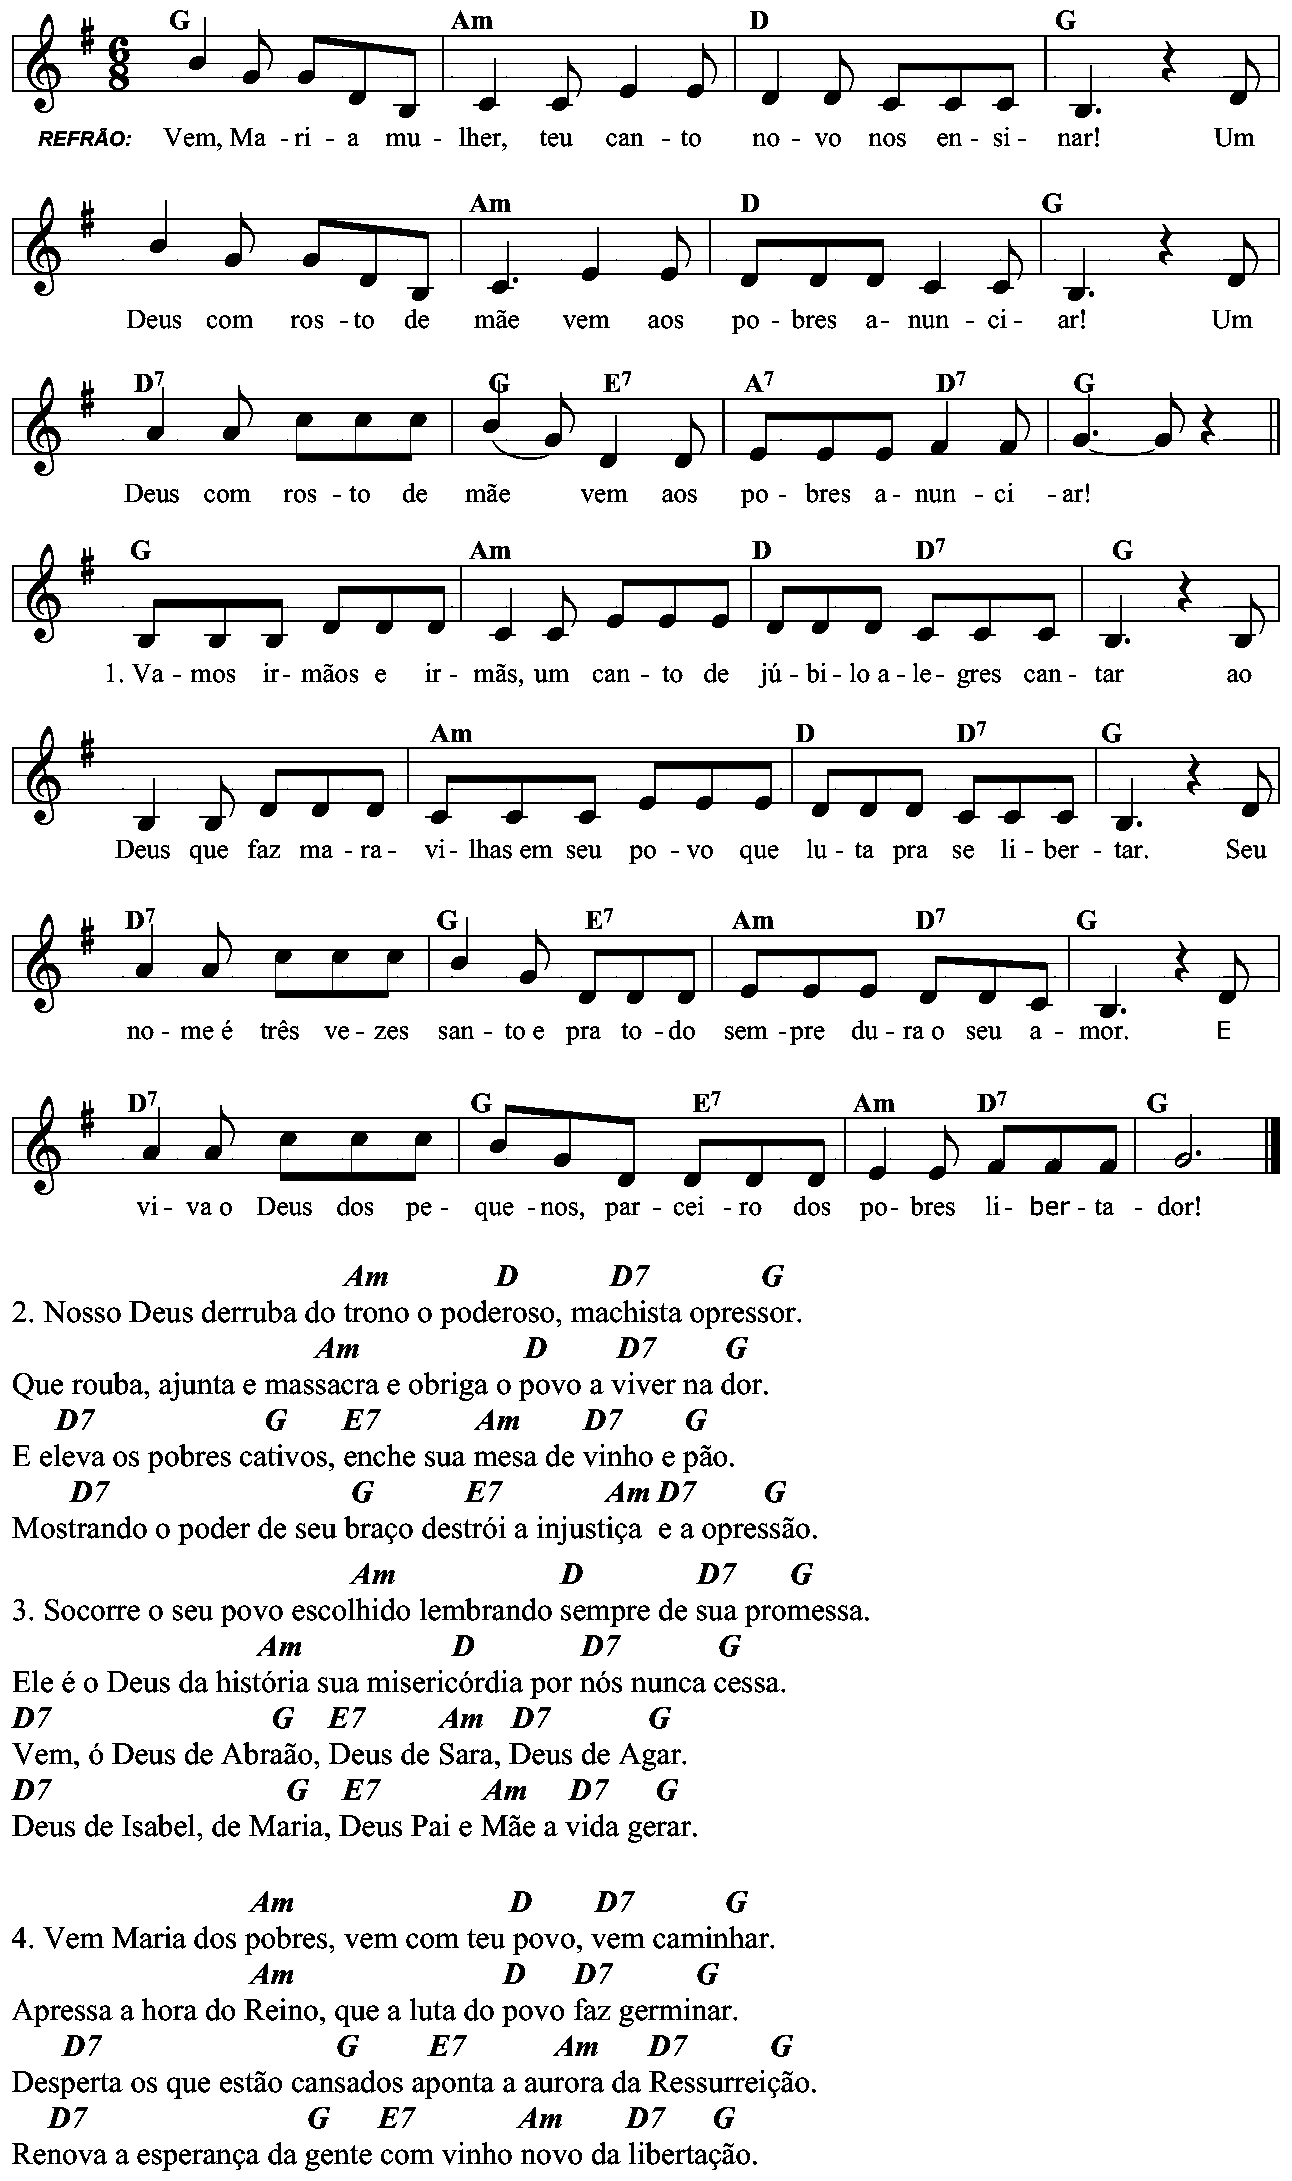 G Am D G
6/8
REFRÃO: Vem, Ma - ri - a mu - lher, teu can - to no - vo nos en - si - nar! Um
Am D G
Deus com ros - to de mãe vem aos po - bres a - nun - ci - ar! Um
D7 G E7 A7 D7 G
Deus com ros - to de mãe vem aos po - bres a - nun - ci - ar!
G Am D D7 G
1. Va - mos ir - mãos e ir - mãs, um can - to de jú - bi - lo a - le - gres can - tar ao
Am D D7 G
Deus que faz ma - ra - vi - lhas em seu po - vo que lu - ta pra se li - ber - tar. Seu
D7 G E7 Am D7 G
no - me é três ve - zes san - to e pra to - do sem - pre du - ra o seu a - mor. E
D7 G E7 Am D7 G
vi - va o Deus dos pe - que - nos, par - cei - ro dos po - bres li - ber - ta - dor!
Am D D7 G
2. Nosso Deus derruba do trono o poderoso, machista opressor.
Am D D7 G
Que rouba, ajunta e massacra e obriga o povo a viver na dor.
D7 G E7 Am D7 G
E eleva os pobres cativos, enche sua mesa de vinho e pão.
D7 G E7 Am D7 G
Mostrando o poder de seu braço destrói a injustiça e a opressão.
Am D D7 G
3. Socorre o seu povo escolhido lembrando sempre de sua promessa.
Am D D7 G
Ele é o Deus da história sua misericórdia por nós nunca cessa.
D7 G E7 Am D7 G
Vem, ó Deus de Abraão, Deus de Sara, Deus de Agar.
D7 G E7 Am D7 G
Deus de Isabel, de Maria, Deus Pai e Mãe a vida gerar.
Am D D7 G
4. Vem Maria dos pobres, vem com teu povo, vem caminhar.
Am D D7 G
Apressa a hora do Reino, que a luta do povo faz germinar.
D7 G E7 Am D7 G
Desperta os que estão cansados aponta a aurora da Ressurreição.
D7 G E7 Am D7 G
Renova a esperança da gente com vinho novo da libertação.